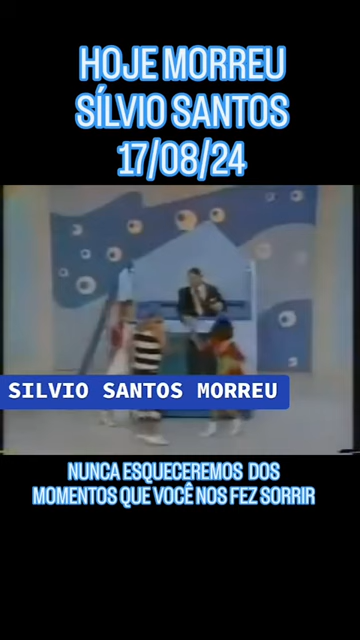 HOJE MORREU
SÍLVIO SANTOS
17/08/24
SILVIO SANTOS MORREU
NUNCA ESQUECEREMOS DOS
MOMENTOS QUE VOCÊ NOS FEZ SORRIR